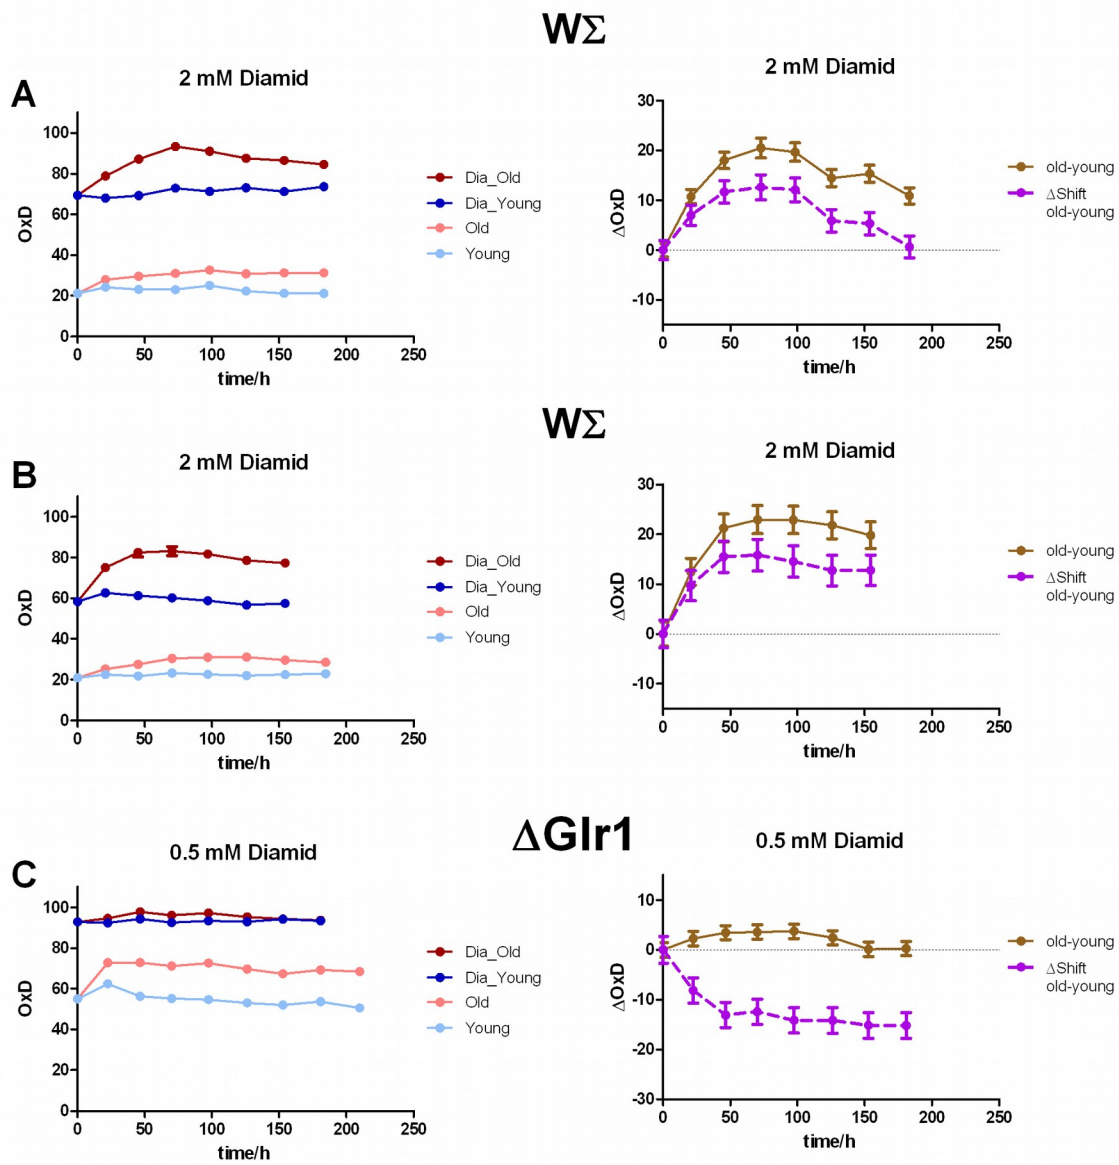 WΣ
A
2 mM Diamid
OxD
100
80
60
40
20
0
0 50 100 150 200 250
time/h
Dia_Old
Dia_Young
Old
Young
2 mM Diamid
ΔOxD
30
20
10
0
-10
0 50 100 150 200 250
time/h
old-young
ΔShift
old-young
WΣ
B
2 mM Diamid
OxD
100
80
60
40
20
0
0 50 100 150 200 250
time/h
Dia_Old
Dia_Young
Old
Young
2 mM Diamid
ΔOxD
30
20
10
0
-10
0 50 100 150 200 250
time/h
old-young
ΔShift
old-young
ΔGlr1
C
0.5 mM Diamid
OxD
100
80
60
40
20
0
0 50 100 150 200 250
time/h
Dia_Old
Dia_Young
Old
Young
0.5 mM Diamid
ΔOxD
10
0
-10
-20
-30
0 50 100 150 200 250
time/h
old-young
ΔShift
old-young